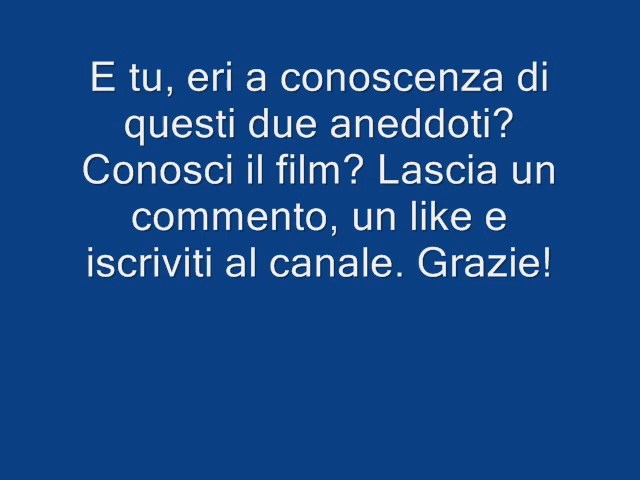 E tu, eri a conoscenza di
questi due aneddoti?
Conosci il film? Lascia un
commento, un like e
iscriviti al canale. Grazie!